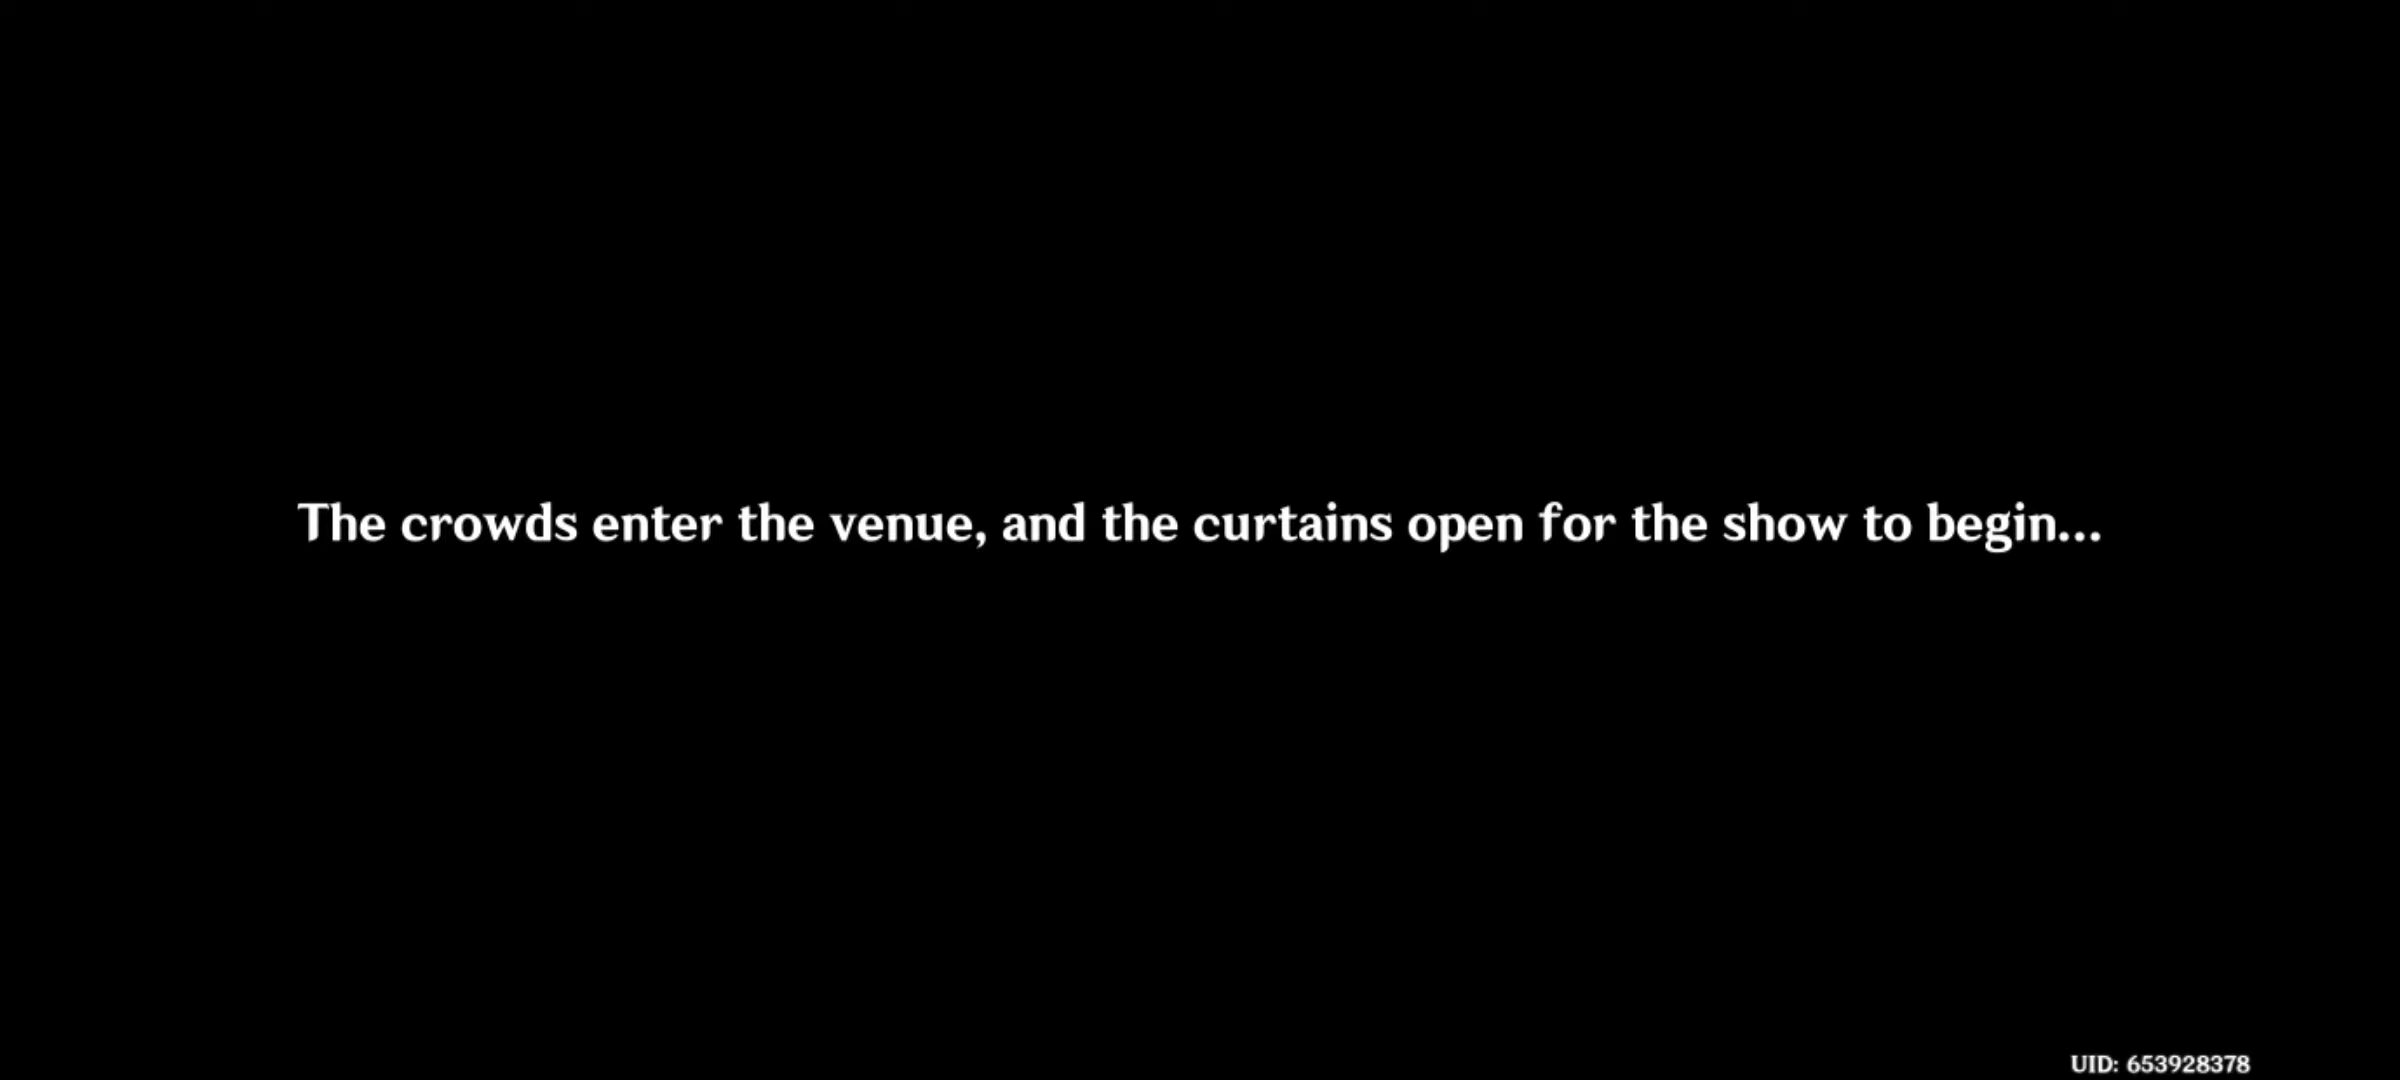 The crowds enter the venue, and the curtains open for the show to begin...
UID: 653928378